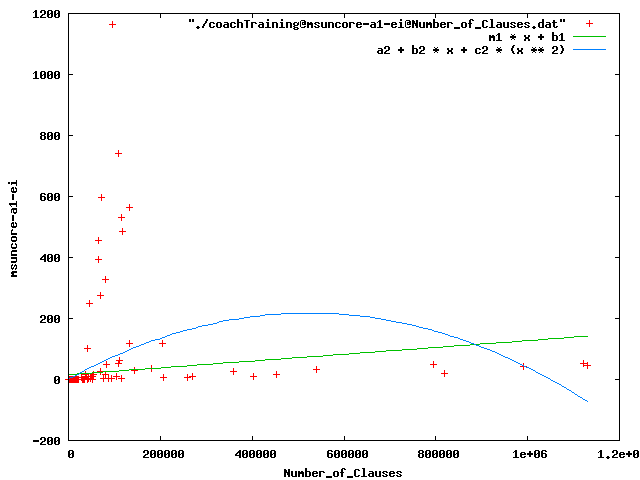 1200
1000
800
600
400
200
0
-200
msuncore-a1-ei
"./coachTraining@msuncore-a1-ei@Number_of_Clauses.dat"
m1 * x + b1
a2 + b2 * x + c2 * (x ** 2)
0 200000 400000 600000 800000 1e+06 1.2e+06
Number_of_Clauses